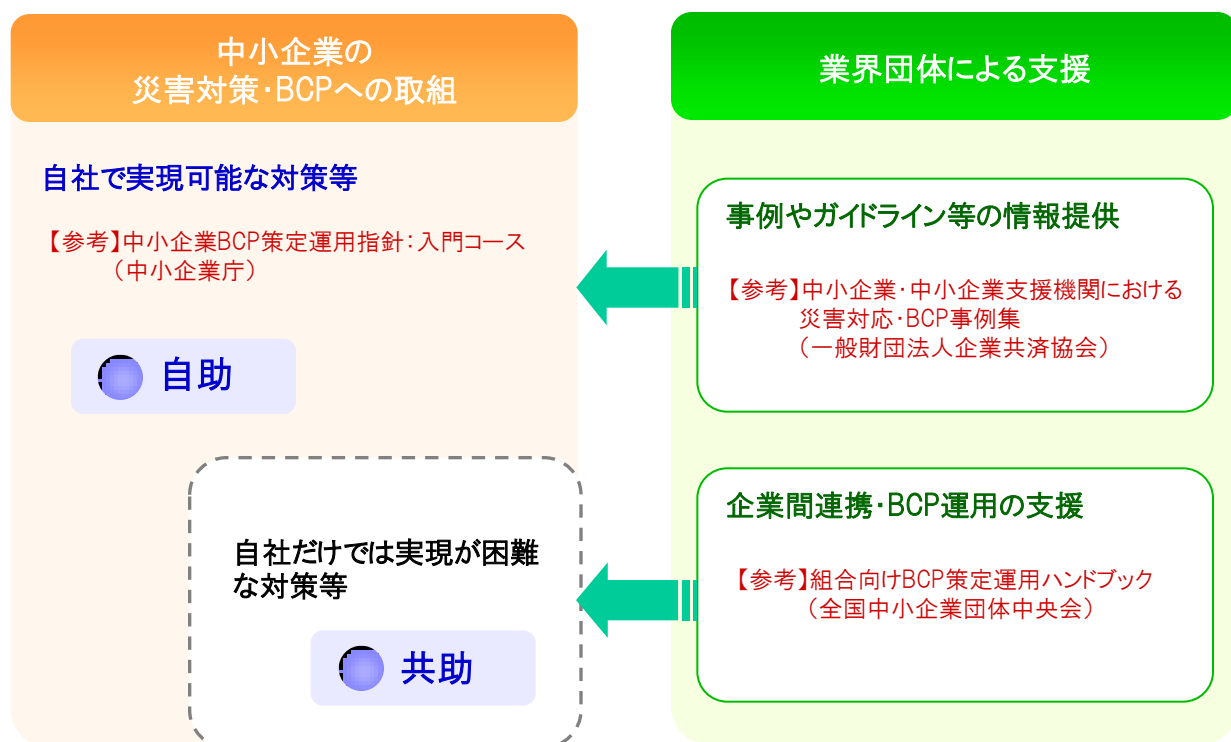 中小企業の
災害対策・BCPへの取組
自社で実現可能な対策等
【参考】中小企業BCP策定運用指針：入門コース
（中小企業庁）
自助
自社だけでは実現が困難
な対策等
共助
業界団体による支援
事例やガイドライン等の情報提供
【参考】中小企業・中小企業支援機関における
災害対応・BCP事例集
（一般財団法人企業共済協会）
企業間連携・BCP運用の支援
【参考】組合向けBCP策定運用ハンドブック
（全国中小企業団体中央会）